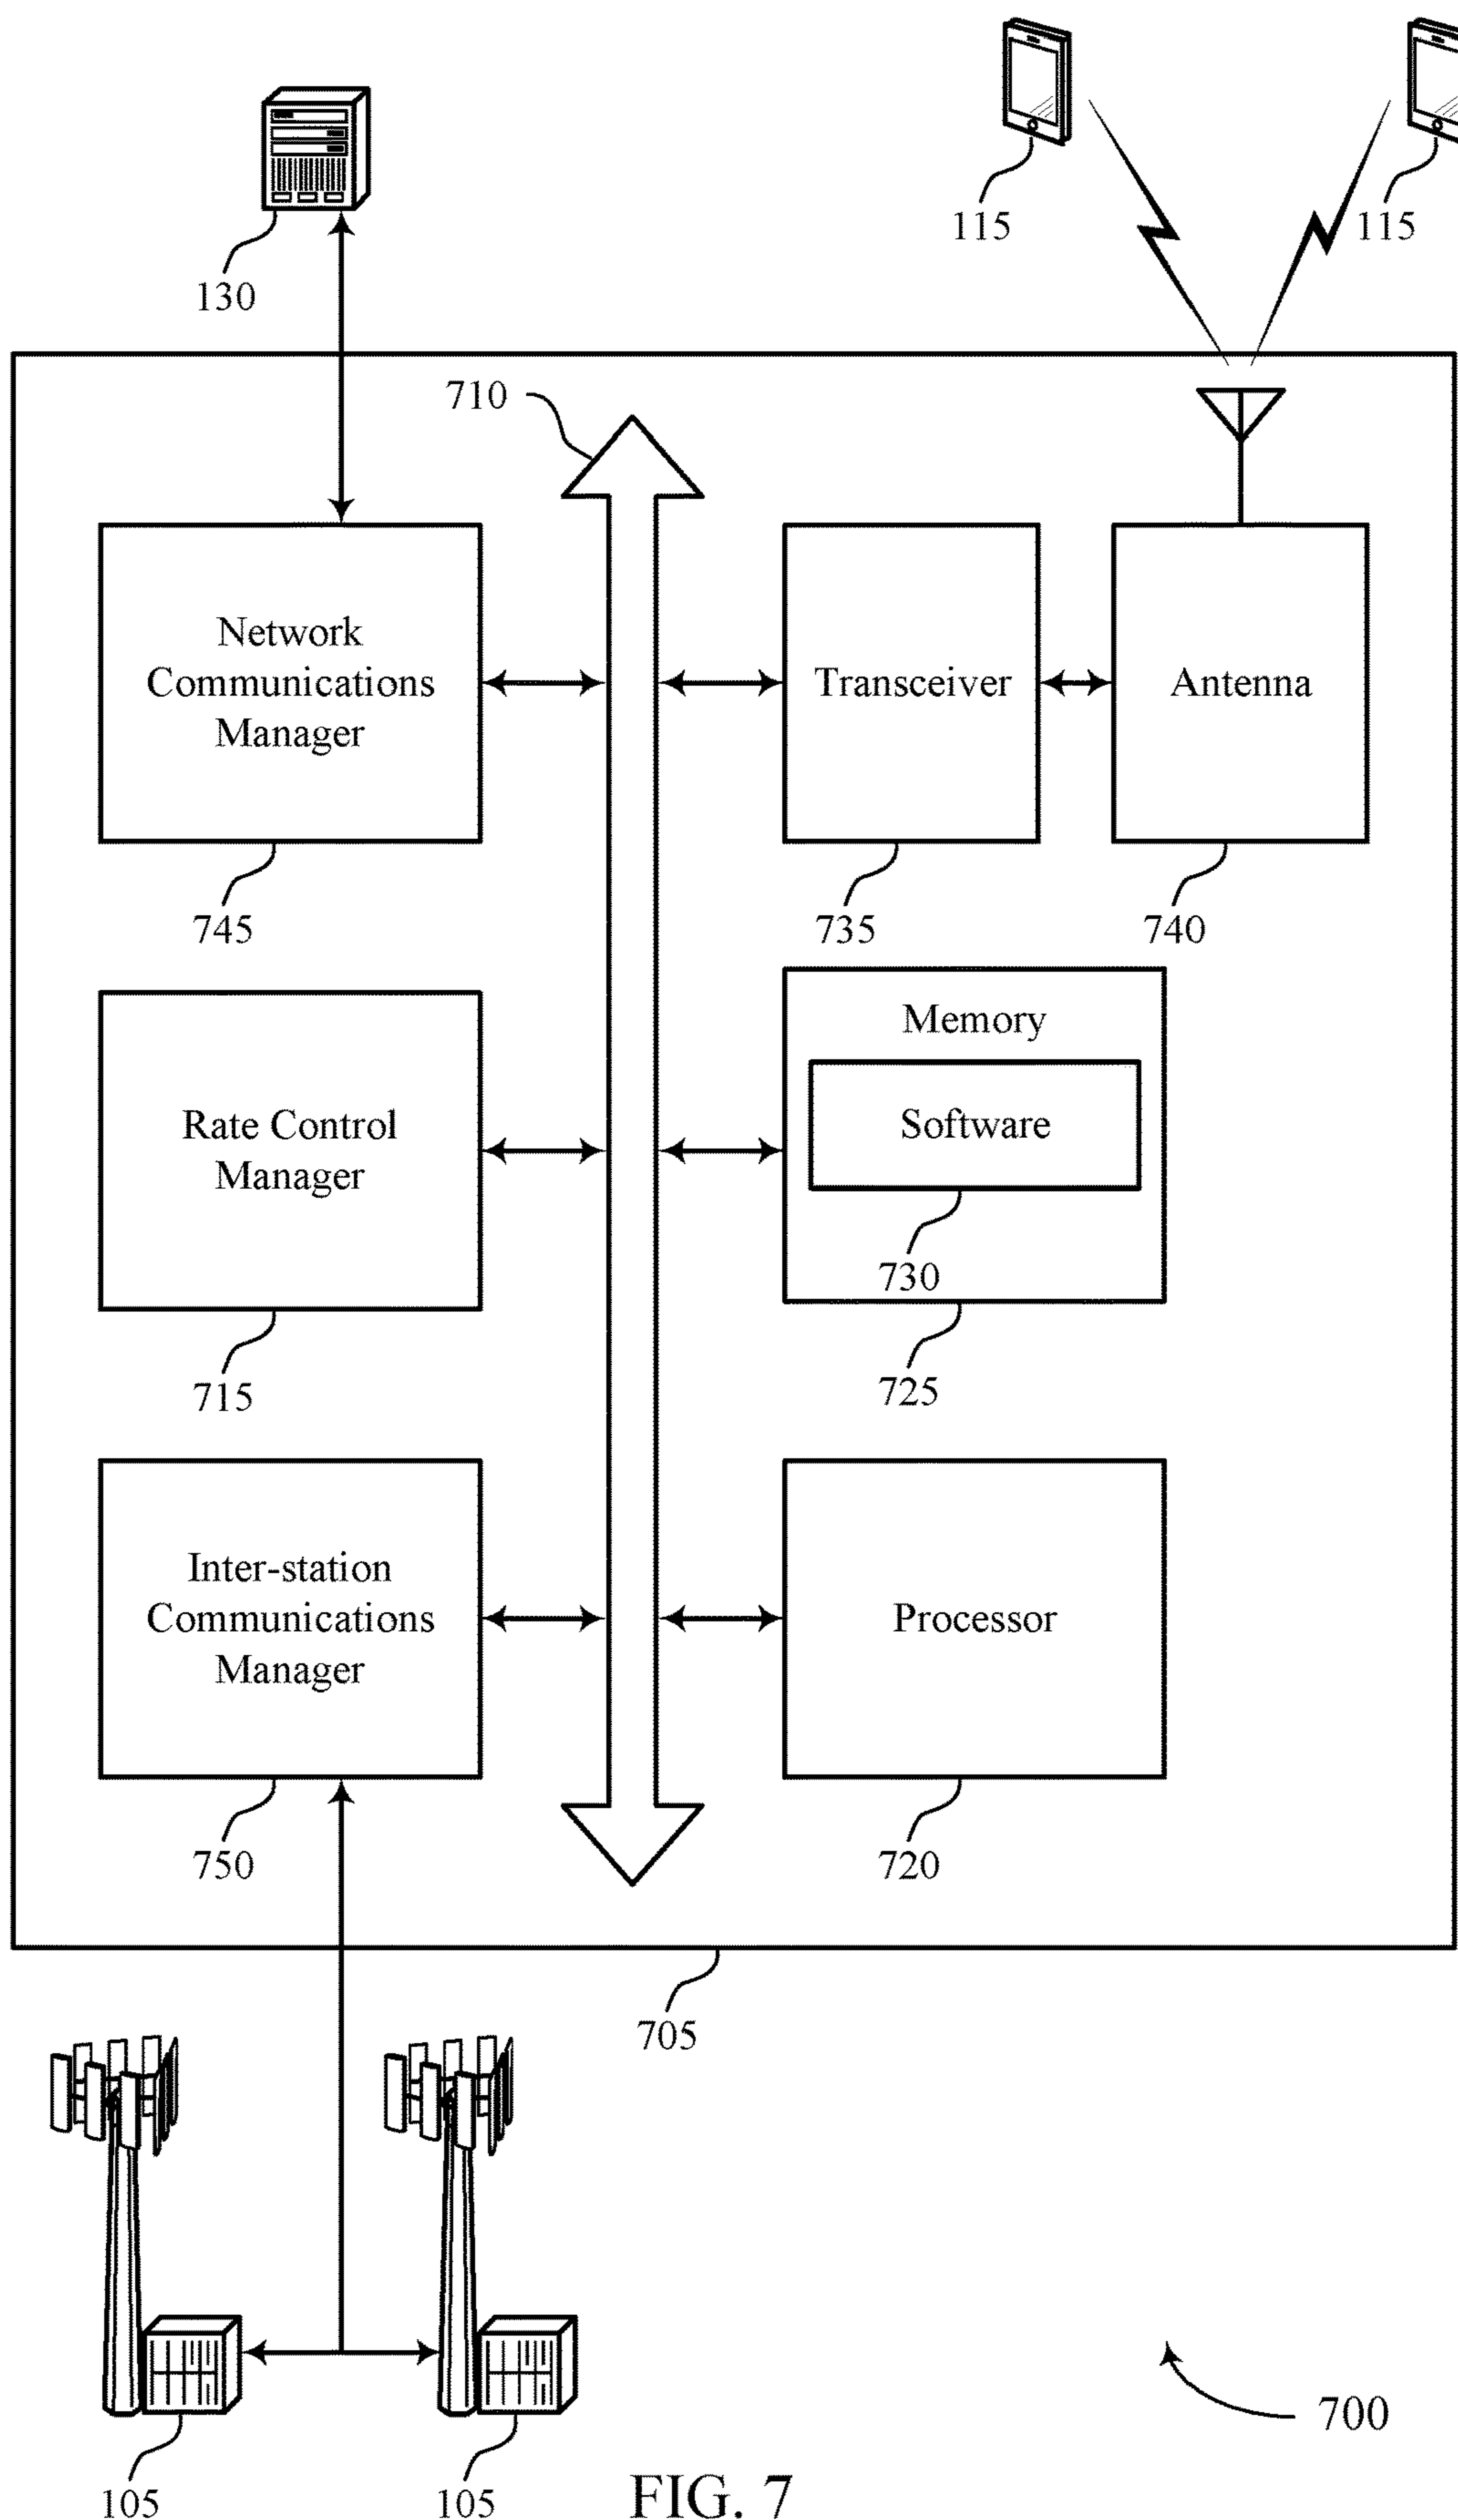 115
115
130
710
Network
Communications
Manager
Transceiver
Antenna
745
735
740
Memory
Rate Control
Manager
Software
730
715
725
Inter-station
Communications
Manager
Processor
750
720
705
700
105
105
FIG. 7